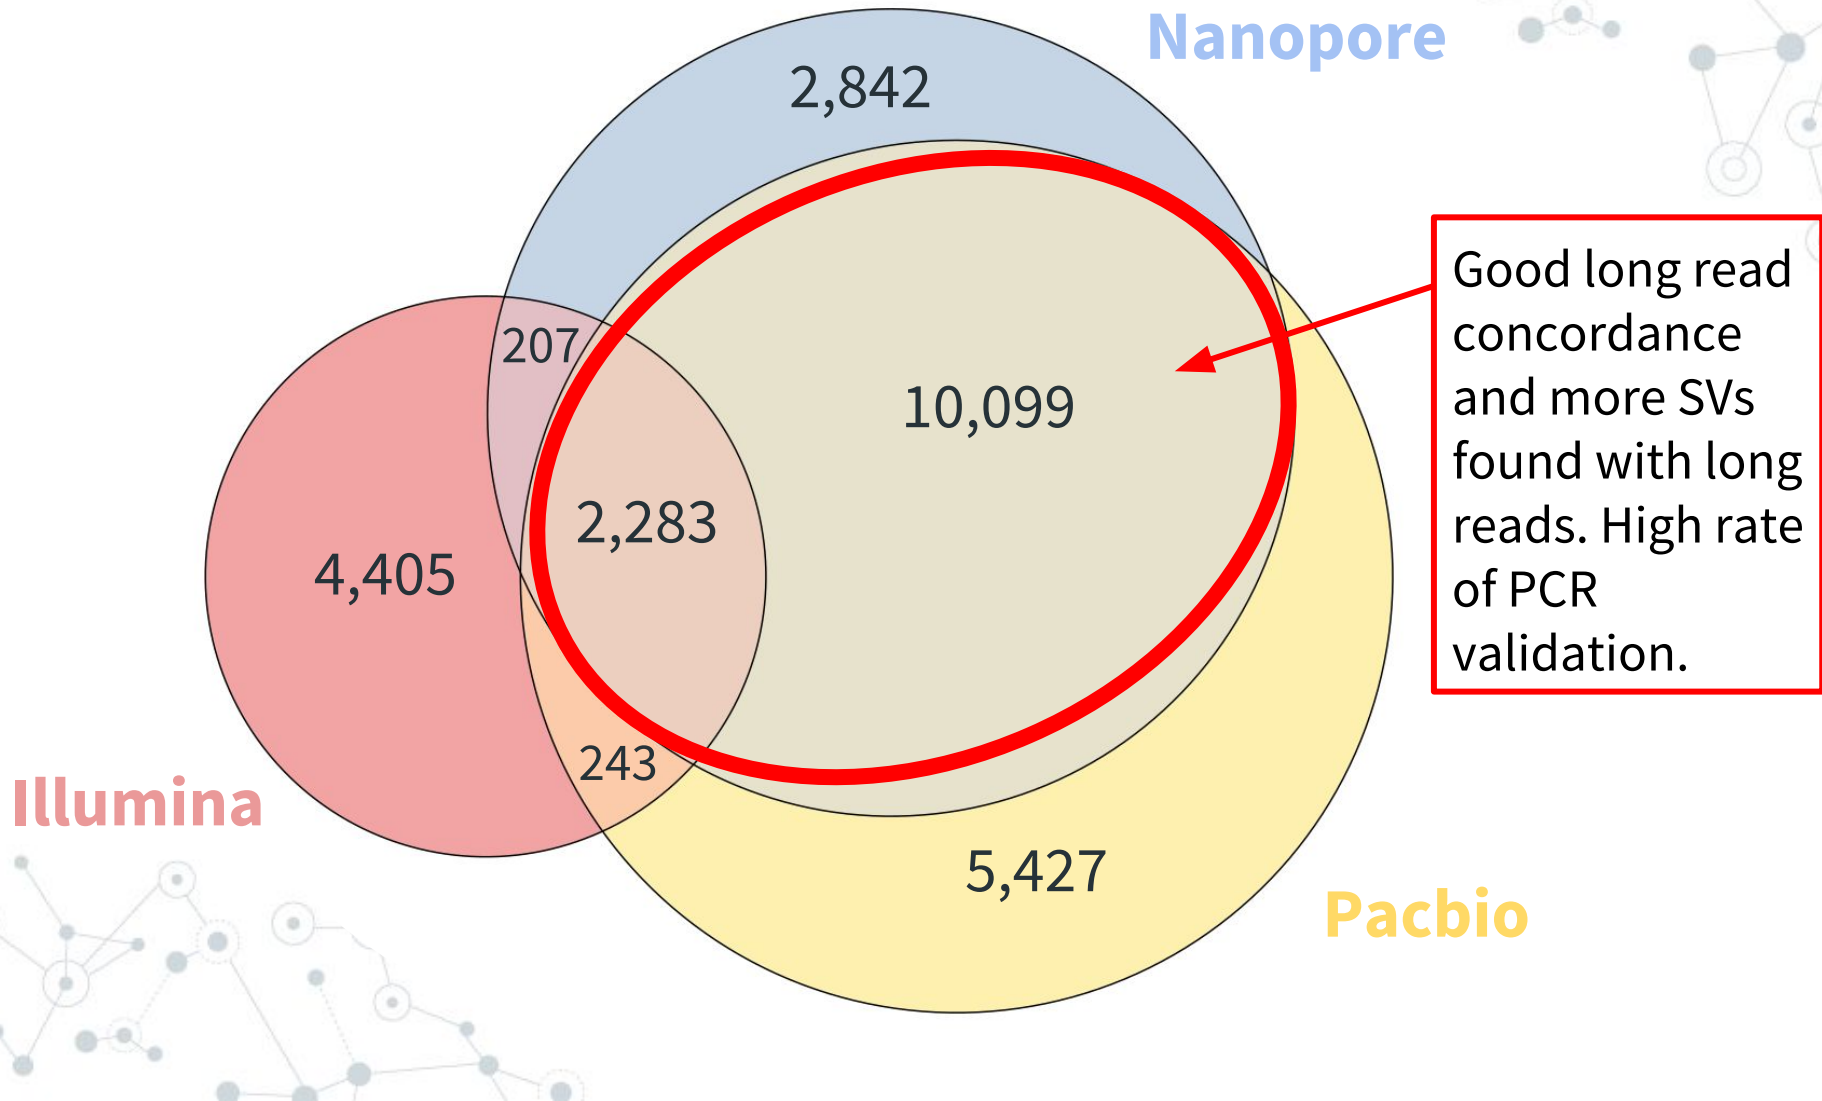 Nanopore
2,842
207
10,099
2,283
4,405
243
Illumina
5,427
Pacbio
Good long read
concordance
and more SVs
found with long
reads. High rate
of PCR
validation.